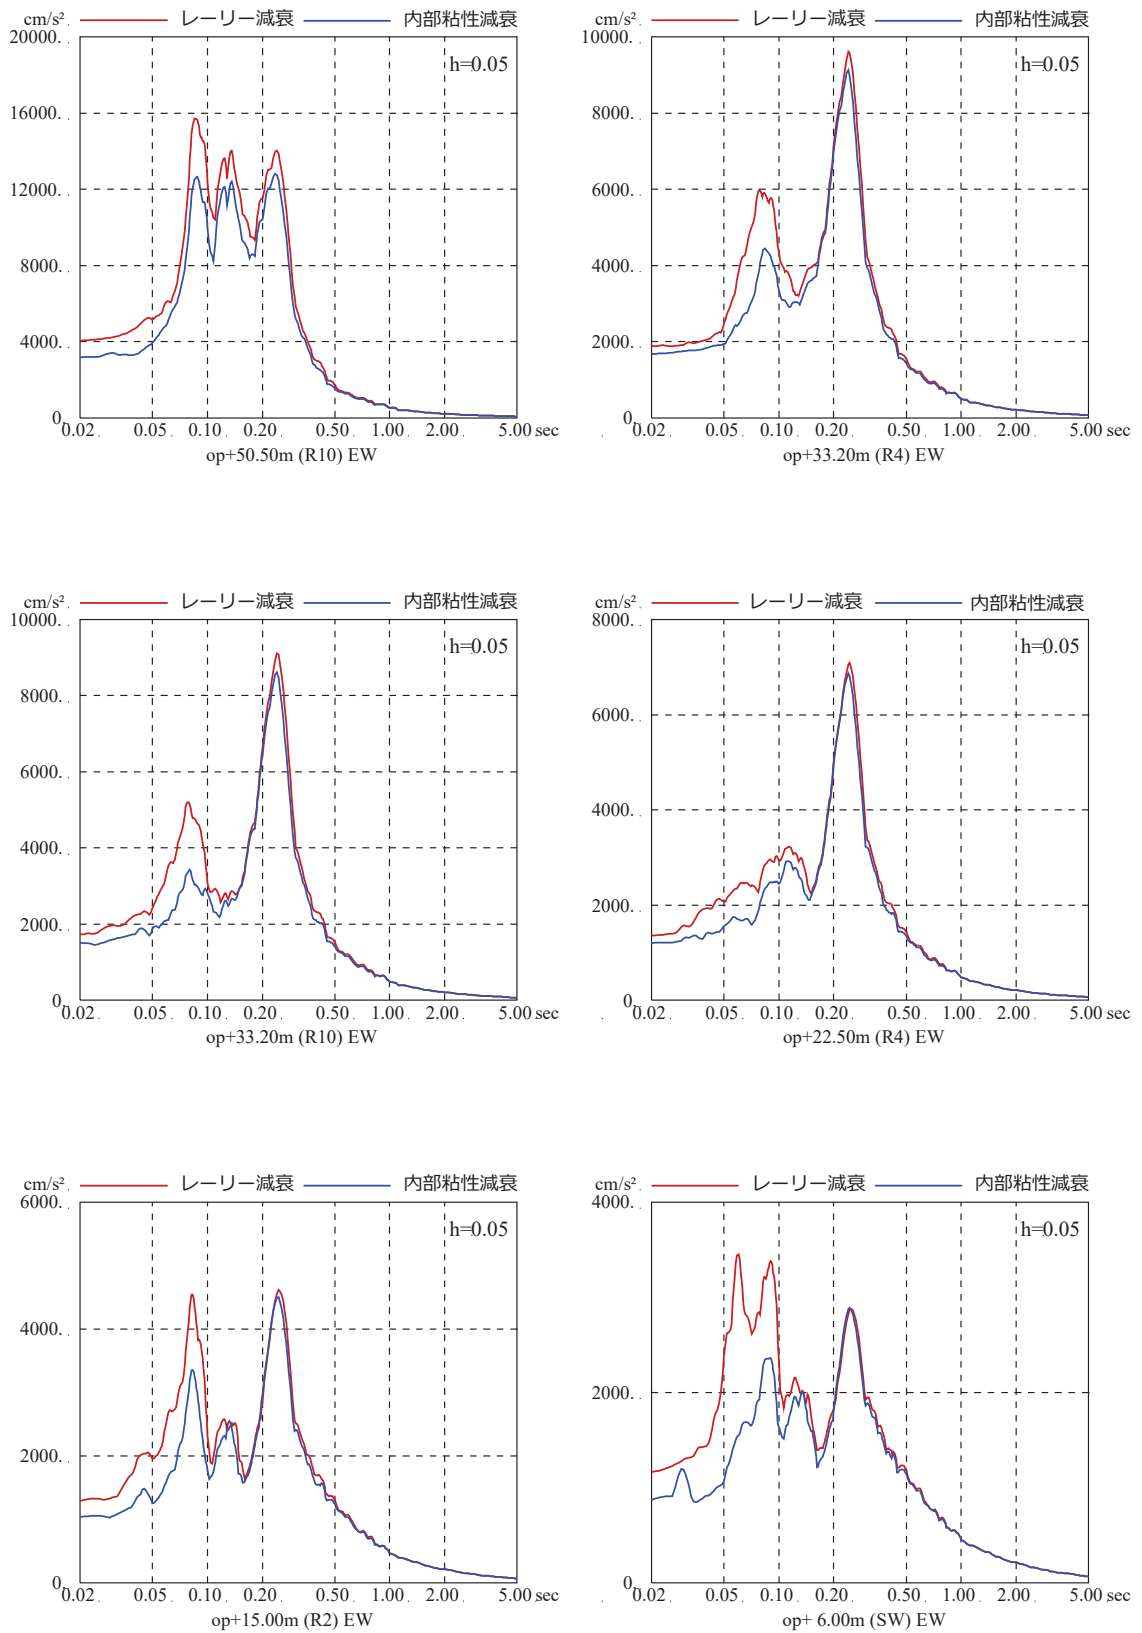 cm/s². レーリー減衰 内部粘性減衰
20000.
h=0.05
16000.
12000.
8000.
4000.
0.
0.02 0.05 0.10 0.20 0.50 1.00 2.00 5.00 sec
op+50.50m (R10) EW
cm/s². レーリー減衰 内部粘性減衰
10000.
h=0.05
8000.
6000.
4000.
2000.
0.
0.02 0.05 0.10 0.20 0.50 1.00 2.00 5.00 sec
op+33.20m (R4) EW
cm/s². レーリー減衰 内部粘性減衰
10000.
h=0.05
8000.
6000.
4000.
2000.
0.
0.02 0.05 0.10 0.20 0.50 1.00 2.00 5.00 sec
op+33.20m (R10) EW
cm/s². レーリー減衰 内部粘性減衰
8000.
h=0.05
6000.
4000.
2000.
0.
0.02 0.05 0.10 0.20 0.50 1.00 2.00 5.00 sec
op+22.50m (R4) EW
cm/s². レーリー減衰 内部粘性減衰
6000.
h=0.05
4000.
2000.
0.
0.02 0.05 0.10 0.20 0.50 1.00 2.00 5.00 sec
op+15.00m (R2) EW
cm/s². レーリー減衰 内部粘性減衰
4000.
h=0.05
2000.
0.
0.02 0.05 0.10 0.20 0.50 1.00 2.00 5.00 sec
op+ 6.00m (SW) EW